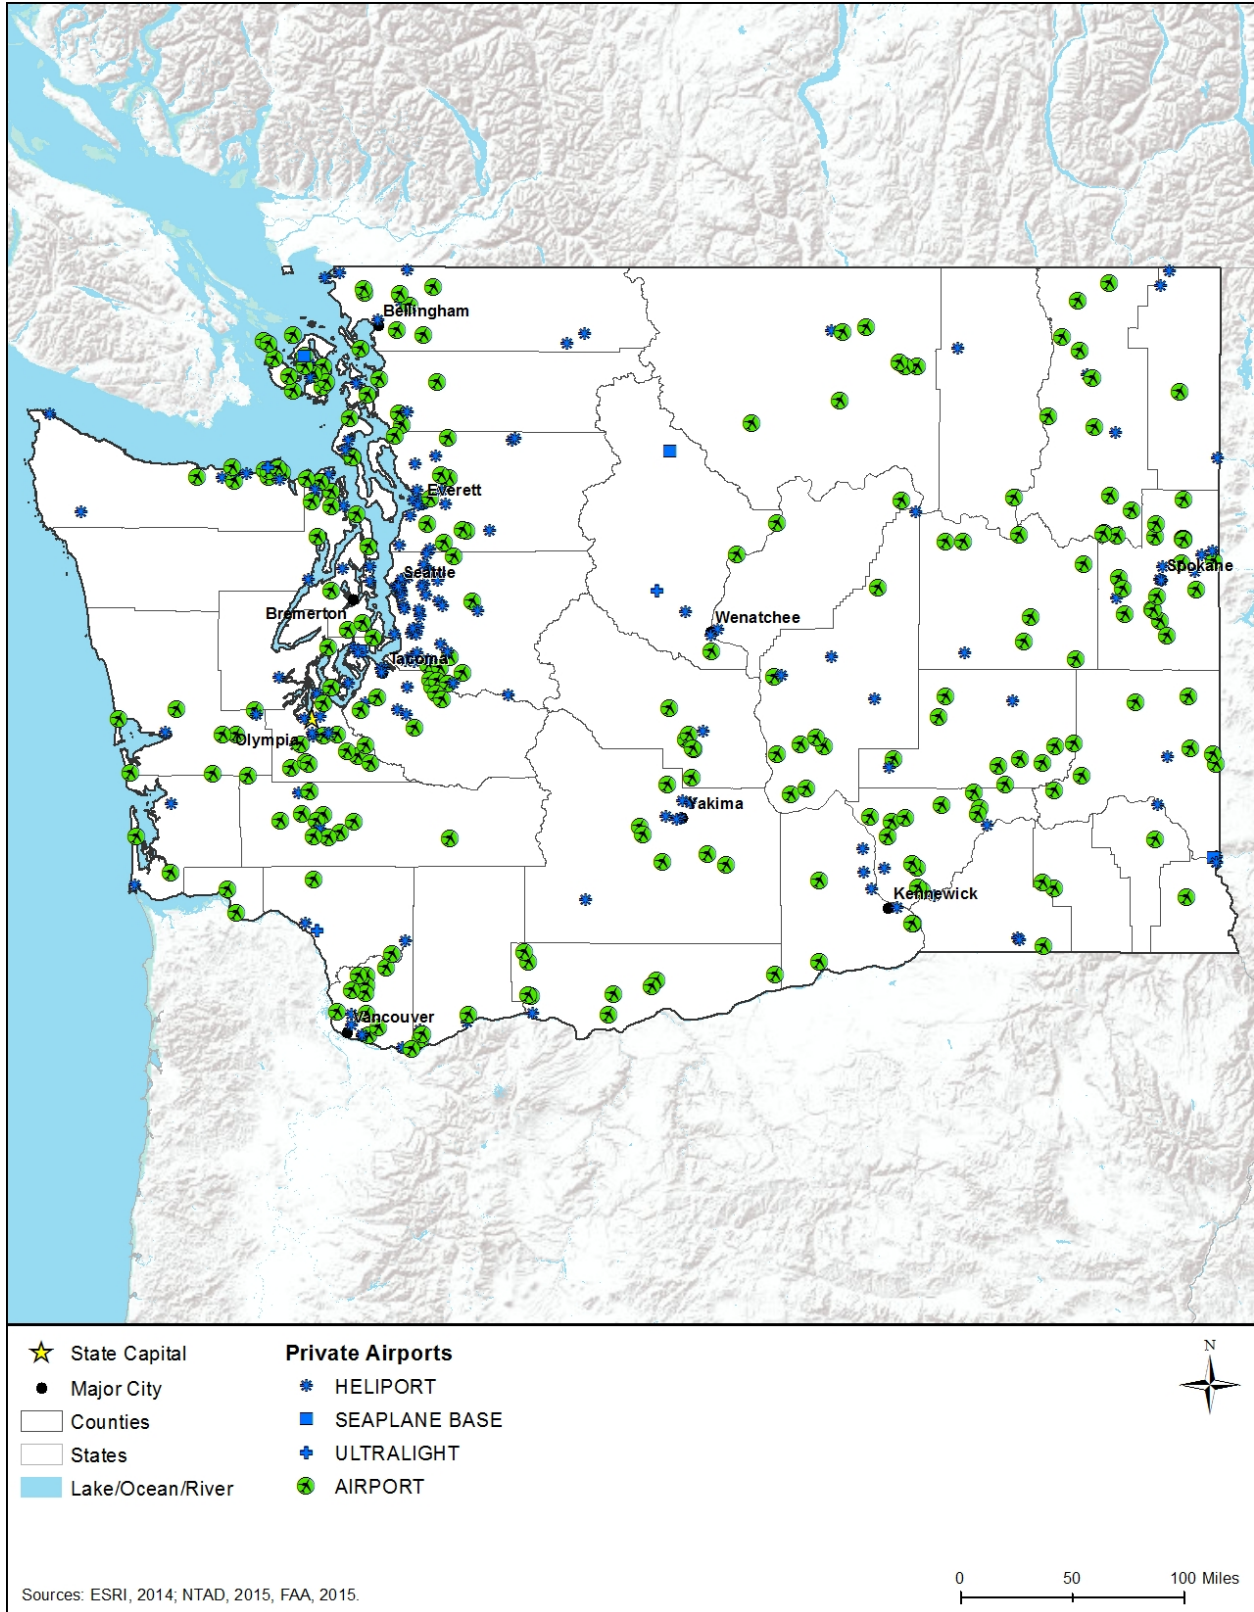 Bellingham
Everett
Seattle
Spokane
Bremerton
Wenatchee
Tacoma
Olympia
Yakima
Kennewick
Vancouver
State Capital
Major City
Counties
States
Lake/Ocean/River
Private Airports
HELIPORT
SEAPLANE BASE
ULTRALIGHT
AIRPORT
N
Sources: ESRI, 2014; NTAD, 2015, FAA, 2015.
0 50 100 Miles